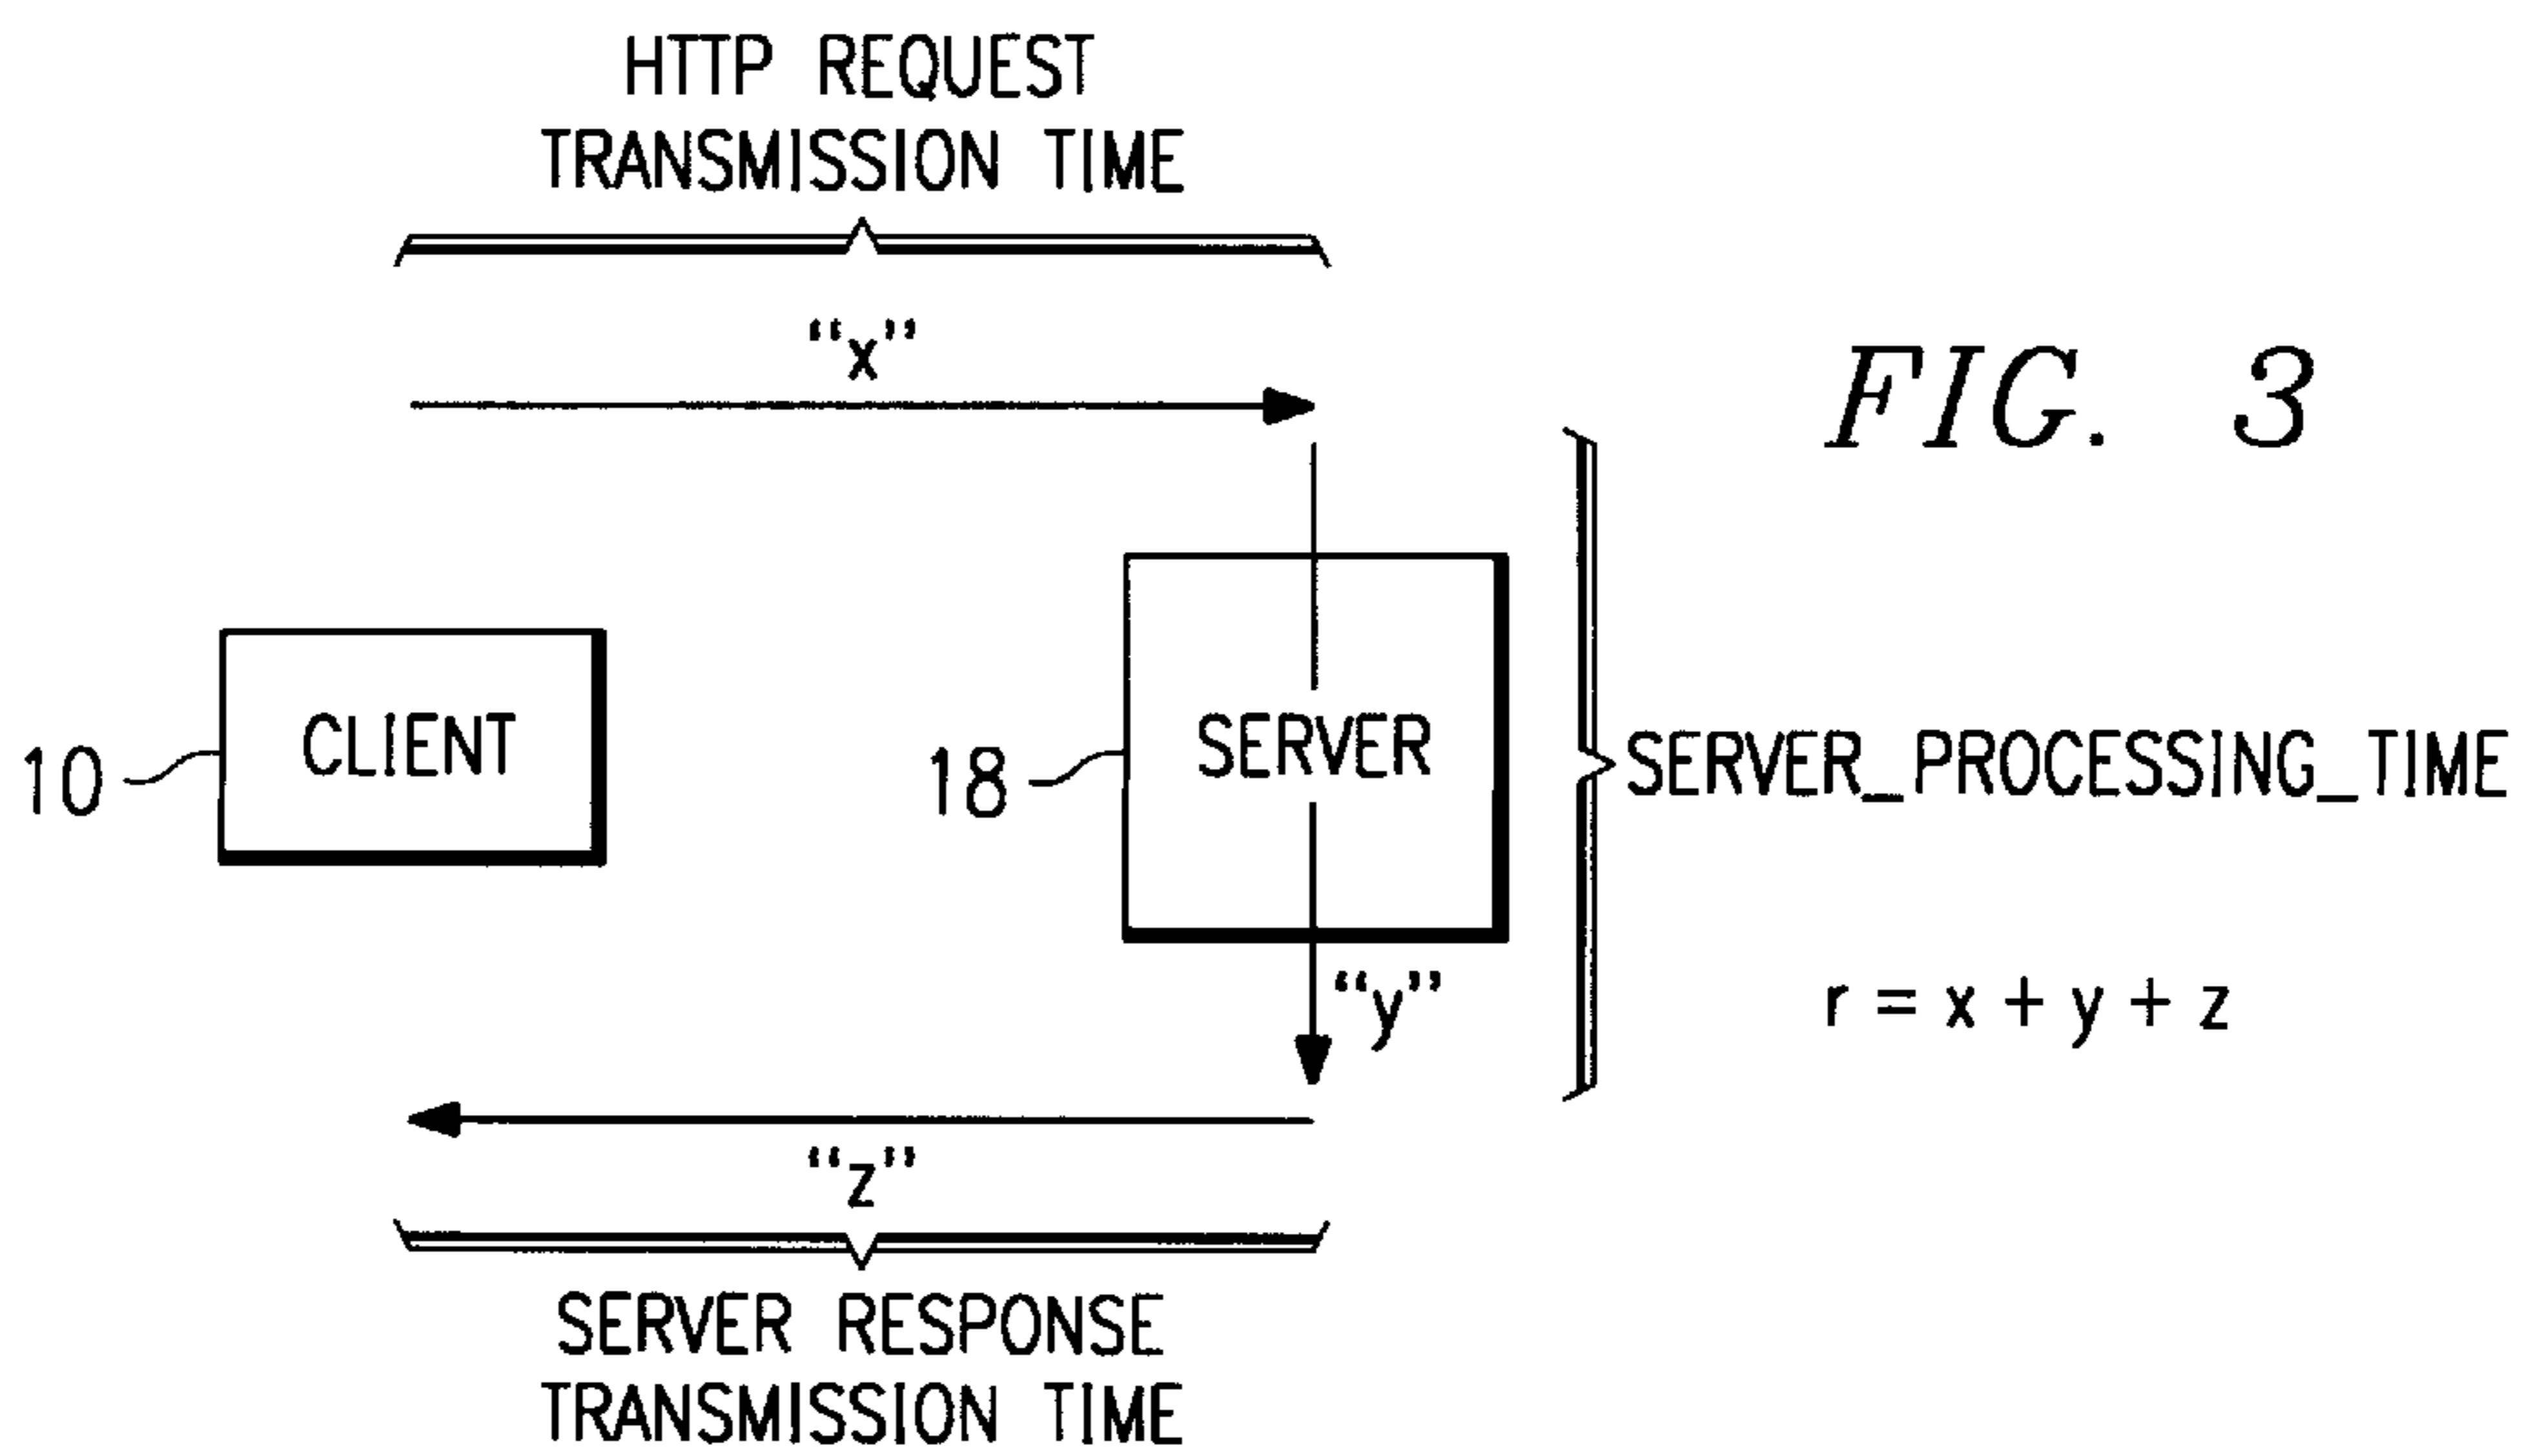 HTTP REQUEST
TRANSMISSION TIME
“x”
FIG. 3
10
CLIENT
18
SERVER
SERVER_PROCESSING_TIME
“y”
r = x + y + z
“z”
SERVER RESPONSE
TRANSMISSION TIME